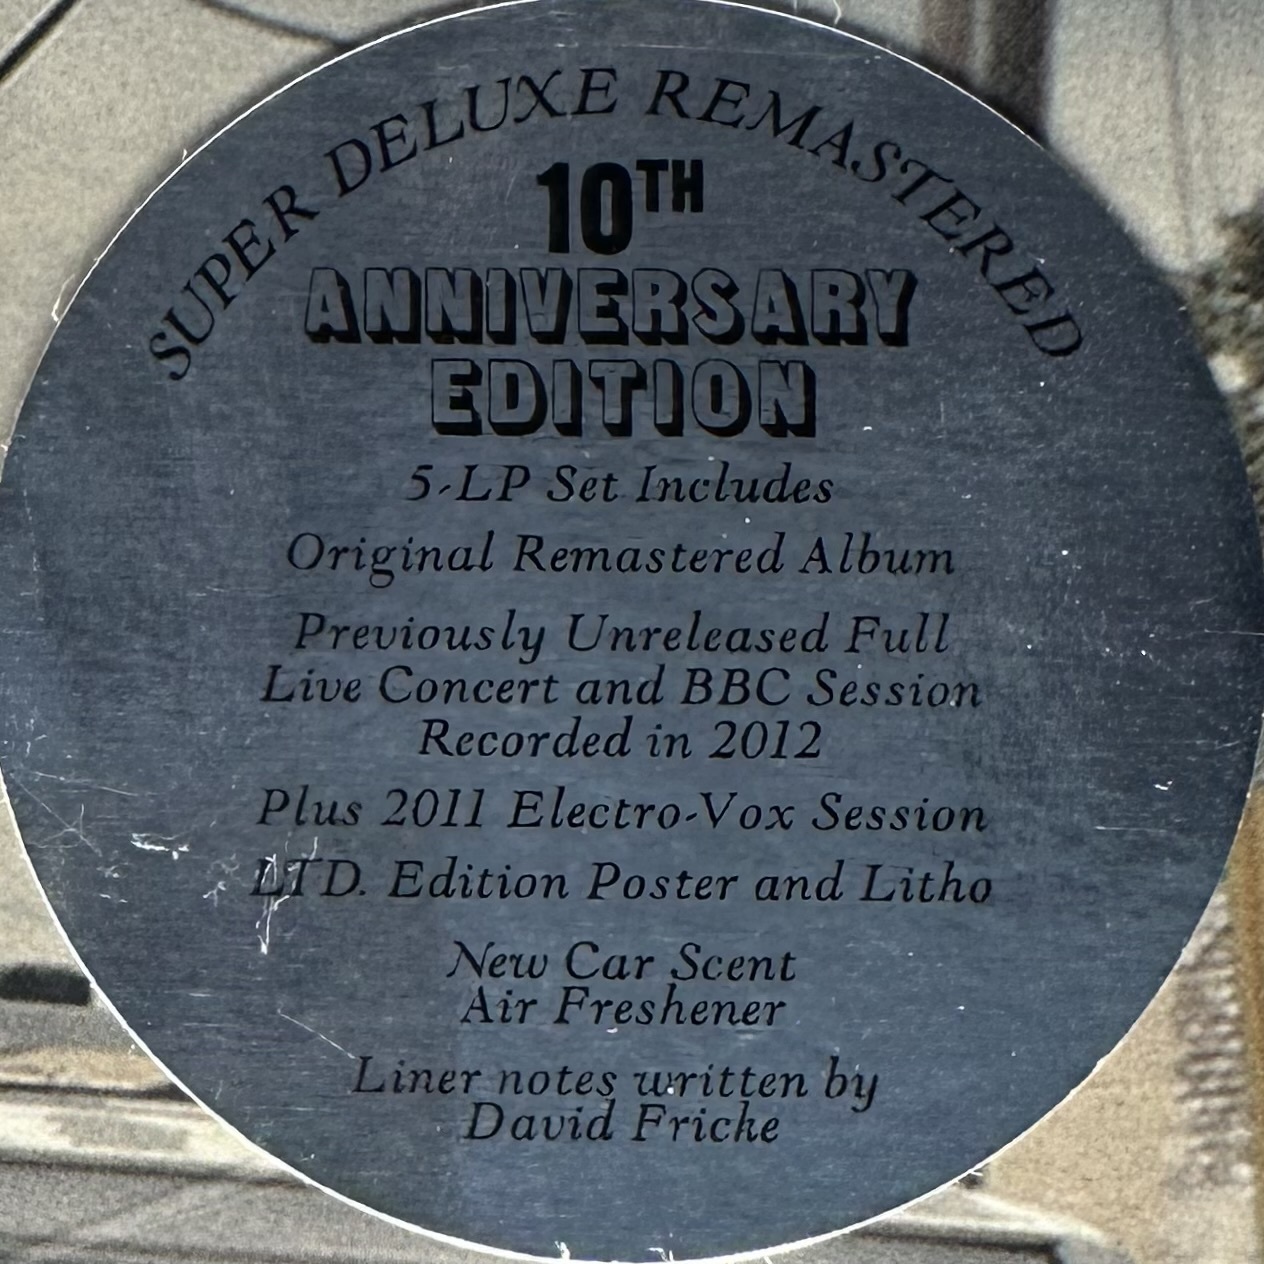 SUPER DELUXE REMASTERED
10TH
ANNIVERSARY
EDITION
5-LP Set Includes
Original Remastered Album
Previously Unreleased Full
Live Concert and BBC Session
Recorded in 2012
Plus 2011 Electro-Vox Session
LTD. Edition Poster and Litho
New Car Scent
Air Freshener
Liner notes written by
David Fricke